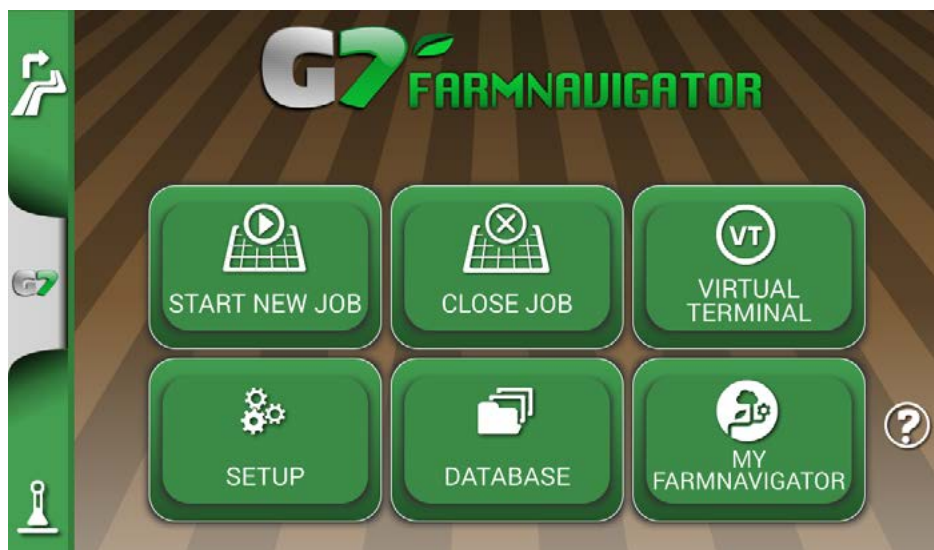 G7 FARMNAVIGATOR
G7
START NEW JOB
CLOSE JOB
VT
VIRTUAL
TERMINAL
SETUP
DATABASE
MY
FARMNAVIGATOR
?